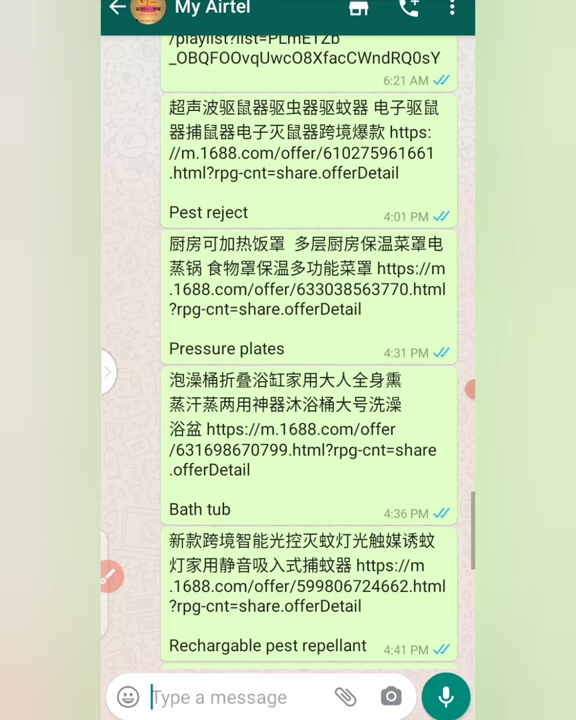 My Airtel
/playlist?list=PLmE1Zb
_OBQFOOvqUwcO8XfacCWndRQ0sY
6:21 AM
超声波驱鼠器驱虫器驱蚊器 电子驱鼠
器捕鼠器电子灭鼠器跨境爆款 https:
//m.1688.com/offer/610275961661
.html?rpg-cnt=share.offerDetail
Pest reject
4:01 PM
厨房可加热饭罩 多层厨房保温菜罩电
蒸锅 食物罩保温多功能菜罩 https://m
.1688.com/offer/633038563770.html
?rpg-cnt=share.offerDetail
Pressure plates
4:31 PM
泡澡桶折叠浴缸家用大人全身熏
蒸汗蒸两用神器沐浴桶大号洗澡
浴盆 https://m.1688.com/offer
/631698670799.html?rpg-cnt=share
.offerDetail
Bath tub
4:36 PM
新款跨境智能光控灭蚊灯光触媒诱蚊
灯家用静音吸入式捕蚊器 https://m
.1688.com/offer/599806724662.html
?rpg-cnt=share.offerDetail
Rechargable pest repellant
4:41 PM
Type a message